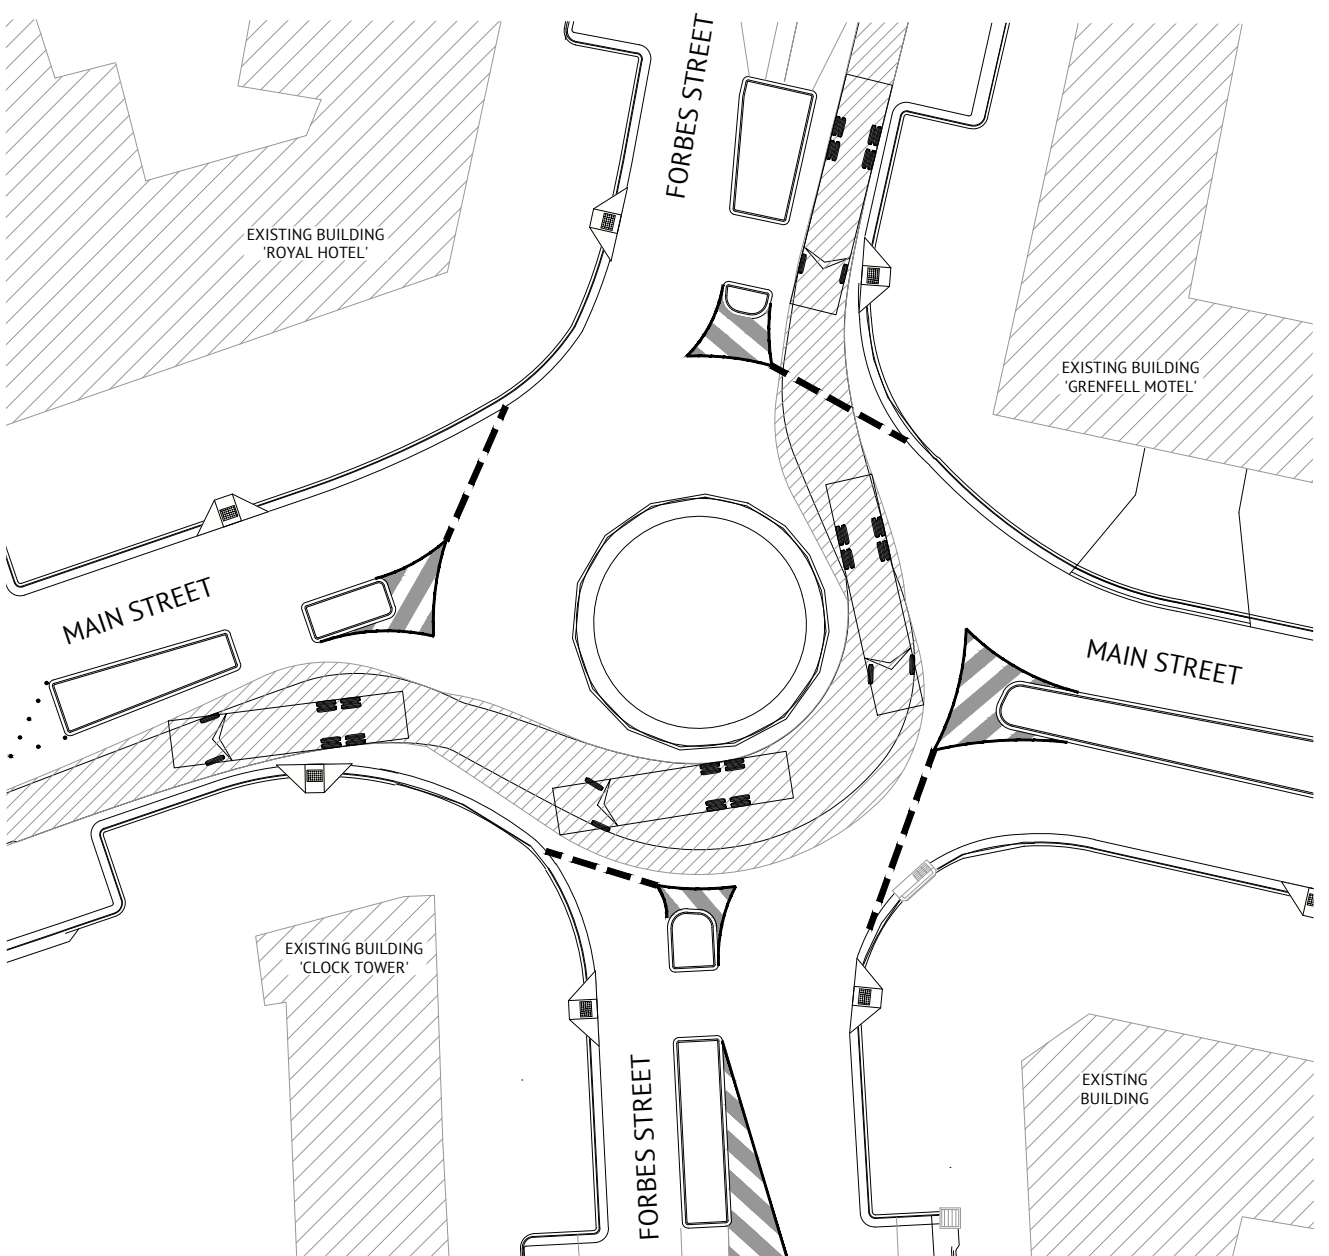 FORBES STREET
EXISTING BUILDING
'ROYAL HOTEL'
EXISTING BUILDING
'GRENFELL MOTEL'
MAIN STREET
MAIN STREET
EXISTING BUILDING
'CLOCK TOWER'
FORBES STREET
EXISTING
BUILDING